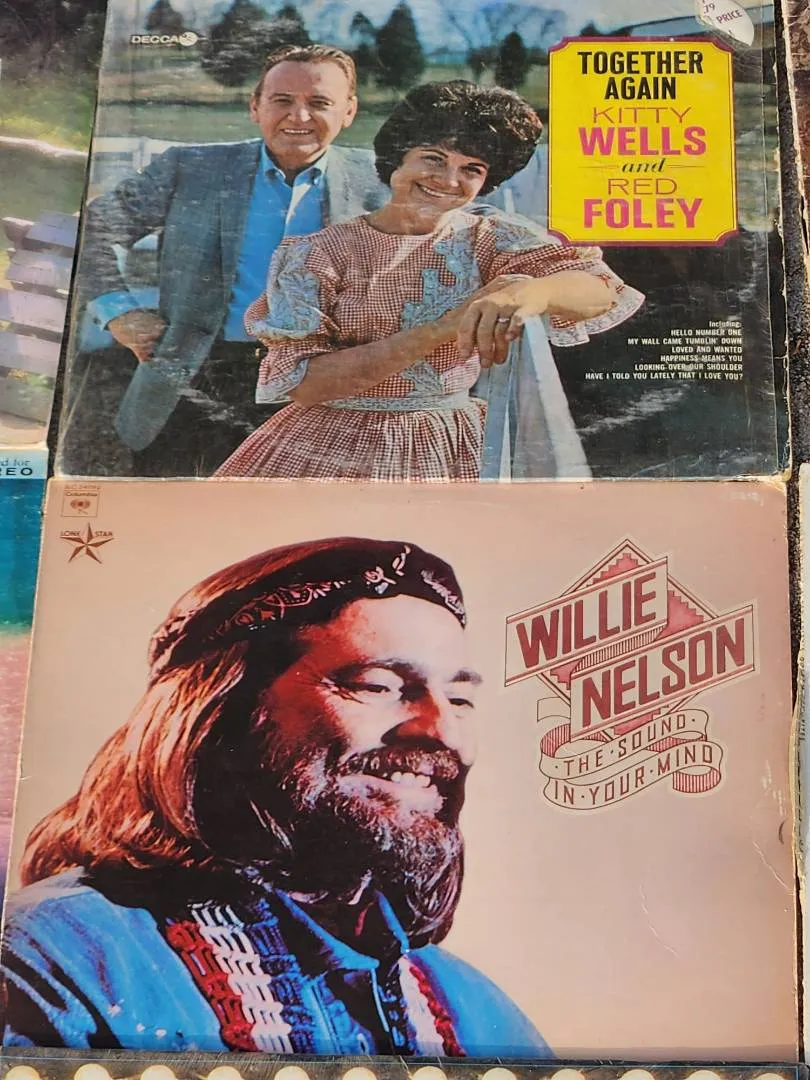 DECCA
79
PRICE
TOGETHER
AGAIN
KITTY
WELLS
and
RED
FOLEY
Including:
HELLO NUMBER ONE
MY WALL CAME TUMBLIN' DOWN
LOVED AND WANTED
HAPPINESS MEANS YOU
LOOKING OVER OUR SHOULDER
HAVE I TOLD YOU LATELY THAT I LOVE YOU?
d for
REO
Columbia
LONE STAR
WILLIE
NELSON
·THE·SOUND·
IN·YOUR·MIND